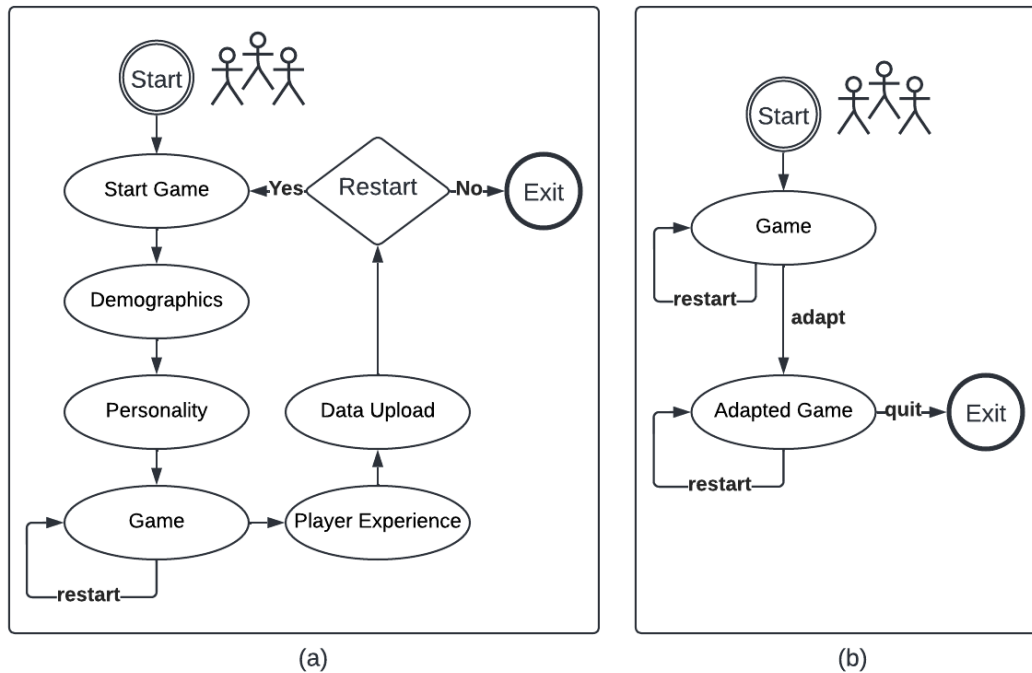 Start
Start Game
Demographics
Personality
Game
restart
Player Experience
Data Upload
Restart
Yes
No
Exit
(a)
Start
Game
restart
adapt
Adapted Game
restart
quit
Exit
(b)